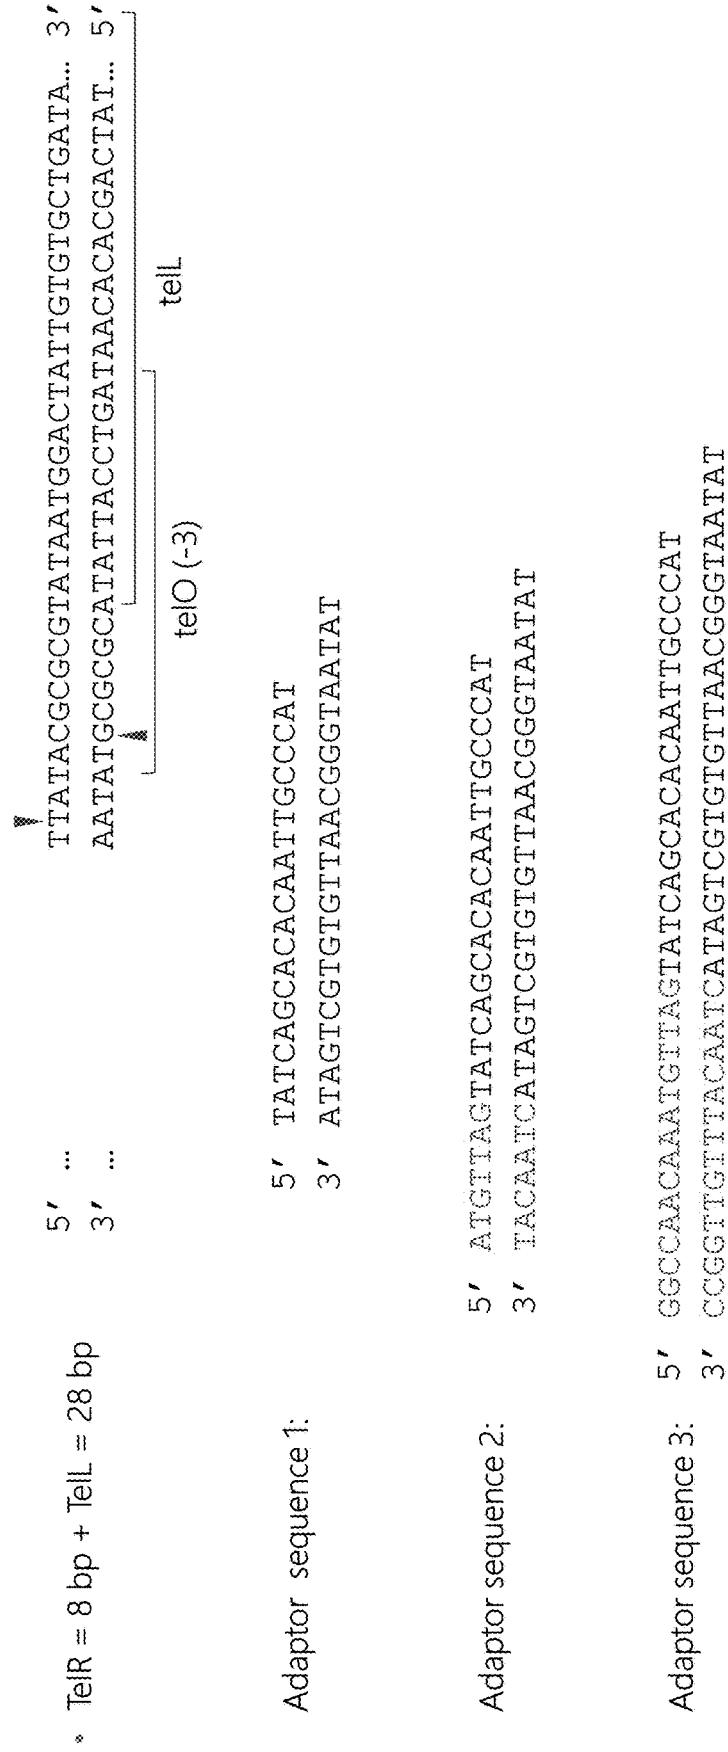 • TelR = 8 bp + TelL = 28 bp
5′ ... TTATACGCGCGTATAATGGACTATTGTGTGCTGATA... 3′
3′ ... AATATGCGCGCATATTACCTGATAACACACGACTAT... 5′
telL
telO (-3)
Adaptor sequence 1:
5′ TATCAGCACACAATTGCCCAT
3′ ATAGTCGTGTGTTAACGGGTAATAT
Adaptor sequence 2:
5′ ATGTTAGTATCAGCACACAATTGCCCAT
3′ TACAATCATAGTCGTGTGTTAACGGGTAATAT
Adaptor sequence 3:
5′ GGCCAACAAATGTTAGTATCAGCACACAATTGCCCAT
3′ CCGGTTGTTTACAATCATAGTCGTGTGTTAACGGGTAATAT